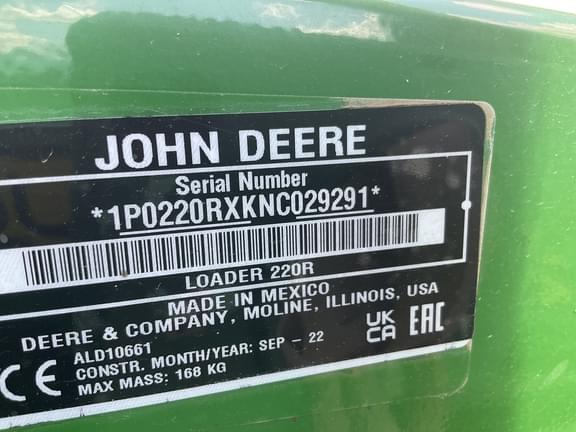 JOHN DEERE
Serial Number
*1P0220RXKNC029291*
LOADER 220R
MADE IN MEXICO
DEERE & COMPANY, MOLINE, ILLINOIS, USA
ALD10661
CONSTR. MONTH/YEAR: SEP - 22
MAX MASS: 168 KG
CE
UK
CA
EAC